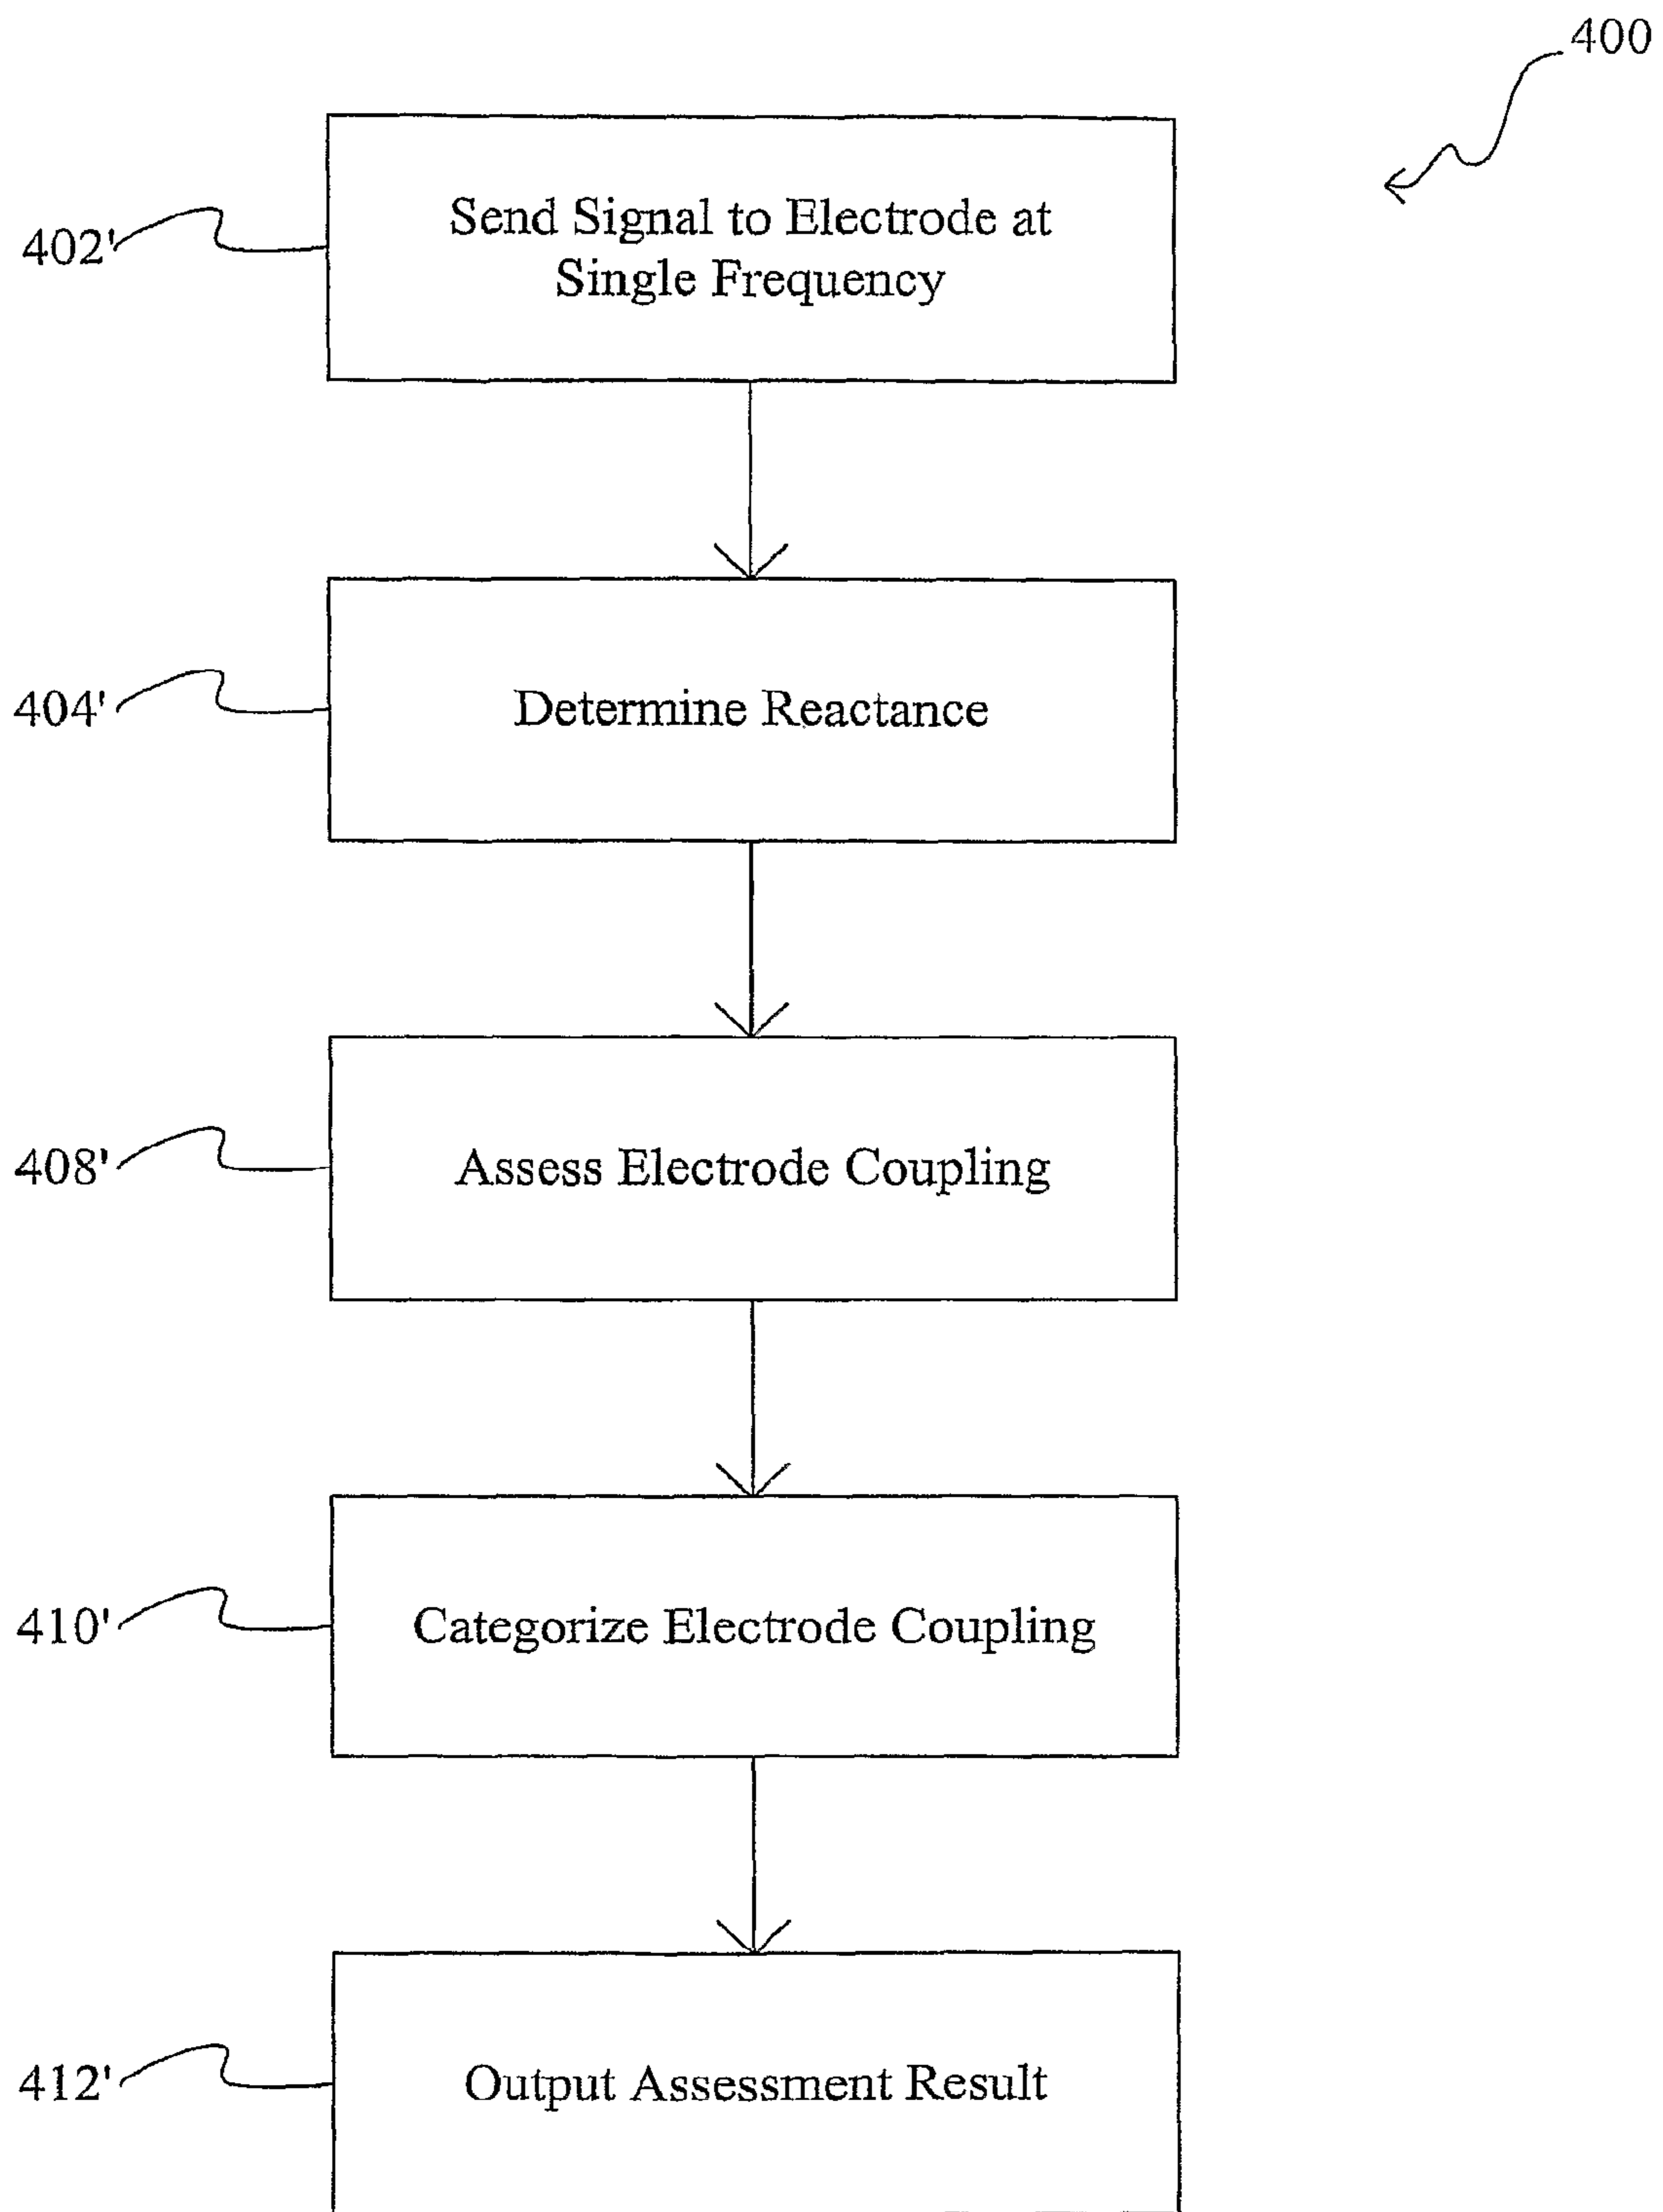 400
402'
Send Signal to Electrode at
Single Frequency
404'
Determine Reactance
408'
Assess Electrode Coupling
410'
Categorize Electrode Coupling
412'
Output Assessment Result